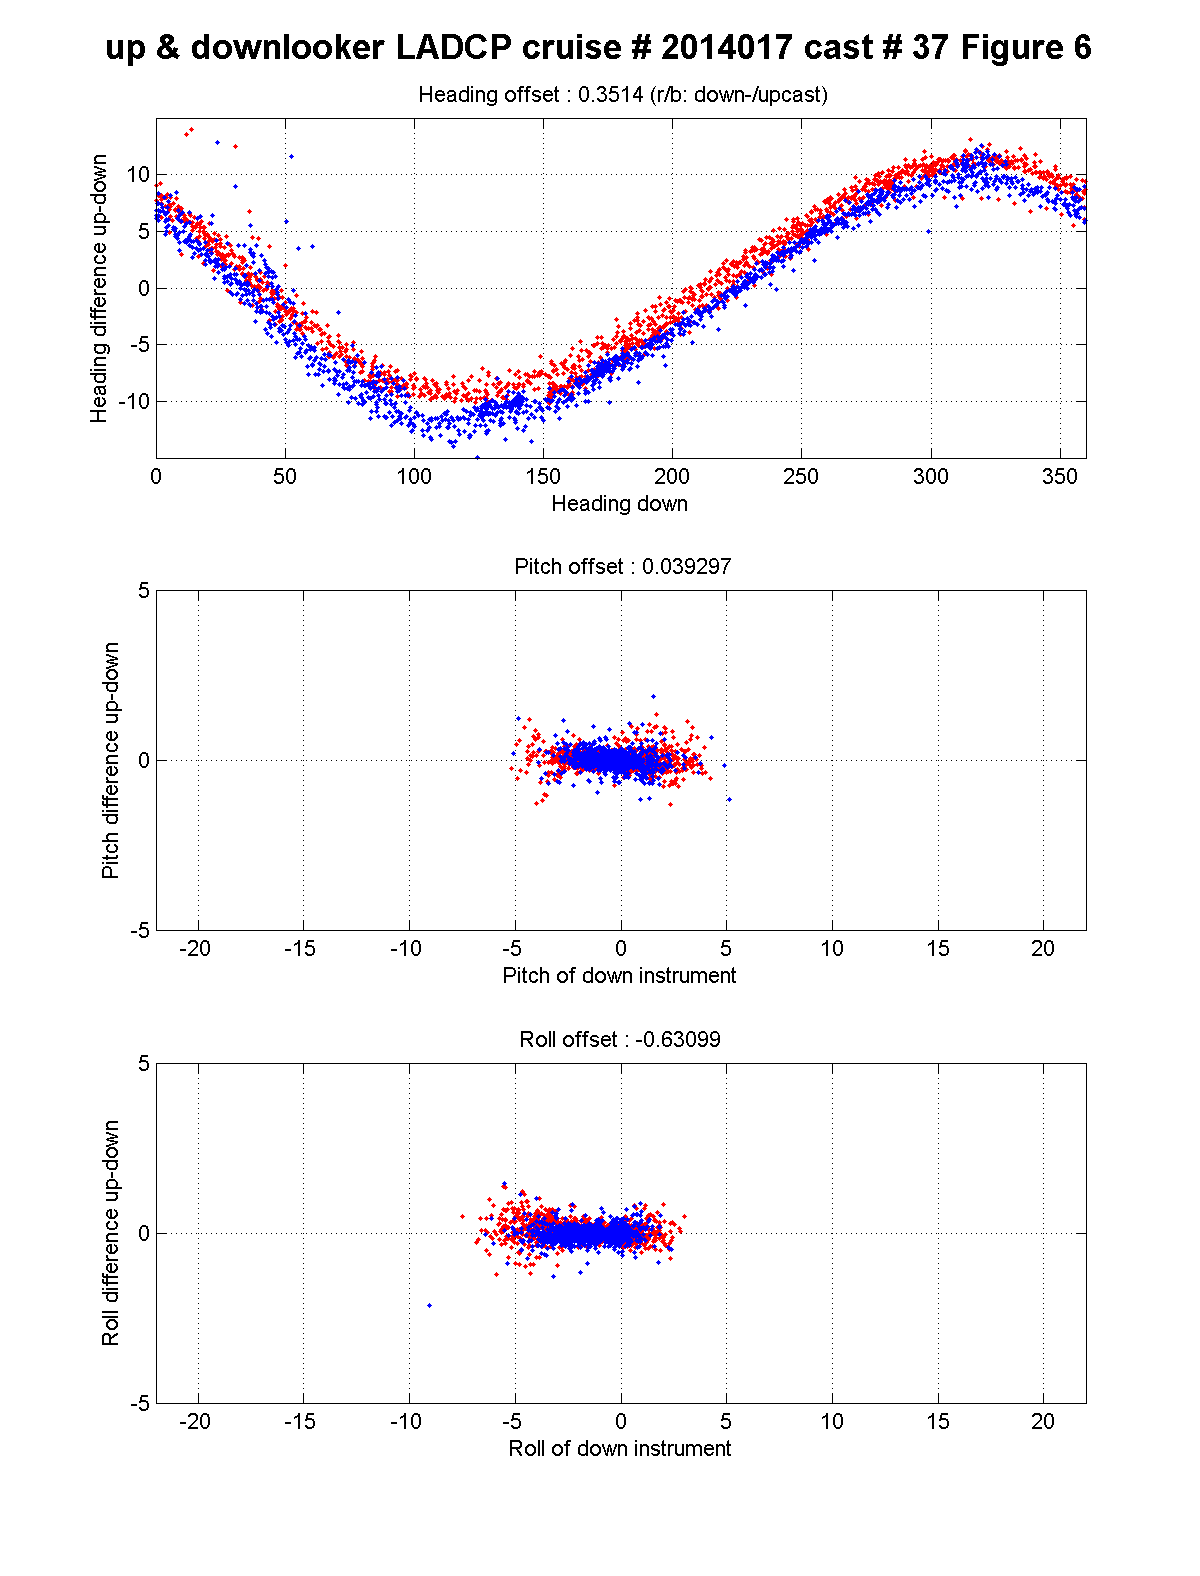 up & downlooker LADCP cruise # 2014017 cast # 37 Figure 6
Heading offset : 0.3514 (r/b: down-/upcast)
Heading difference up-down
10
5
0
-5
-10
0 50 100 150 200 250 300 350
Heading down
Pitch offset : 0.039297
Pitch difference up-down
5
0
-5
-20 -15 -10 -5 0 5 10 15 20
Pitch of down instrument
Roll offset : -0.63099
Roll difference up-down
5
0
-5
-20 -15 -10 -5 0 5 10 15 20
Roll of down instrument